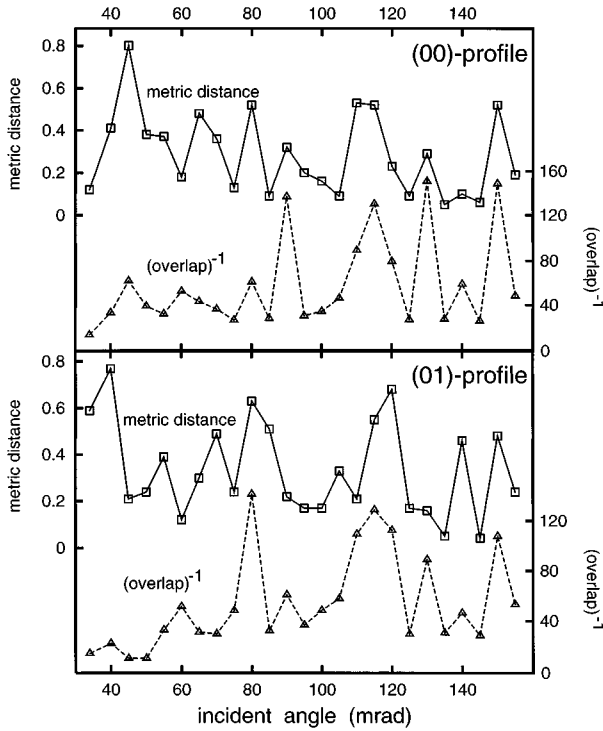 40 60 80 100 120 140
(00)-profile
0.8
0.6
0.4
0.2
0
metric distance
metric distance
(overlap)-1
160
120
80
40
0
(overlap)-1
(01)-profile
0.8
0.6
0.4
0.2
0
metric distance
metric distance
(overlap)-1
120
80
40
0
(overlap)-1
40 60 80 100 120 140
incident angle (mrad)